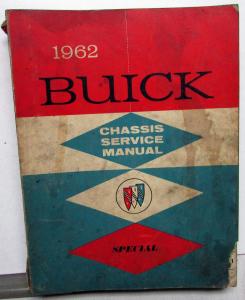 1962
BUICK
CHASSIS
SERVICE
MANUAL
SPECIAL